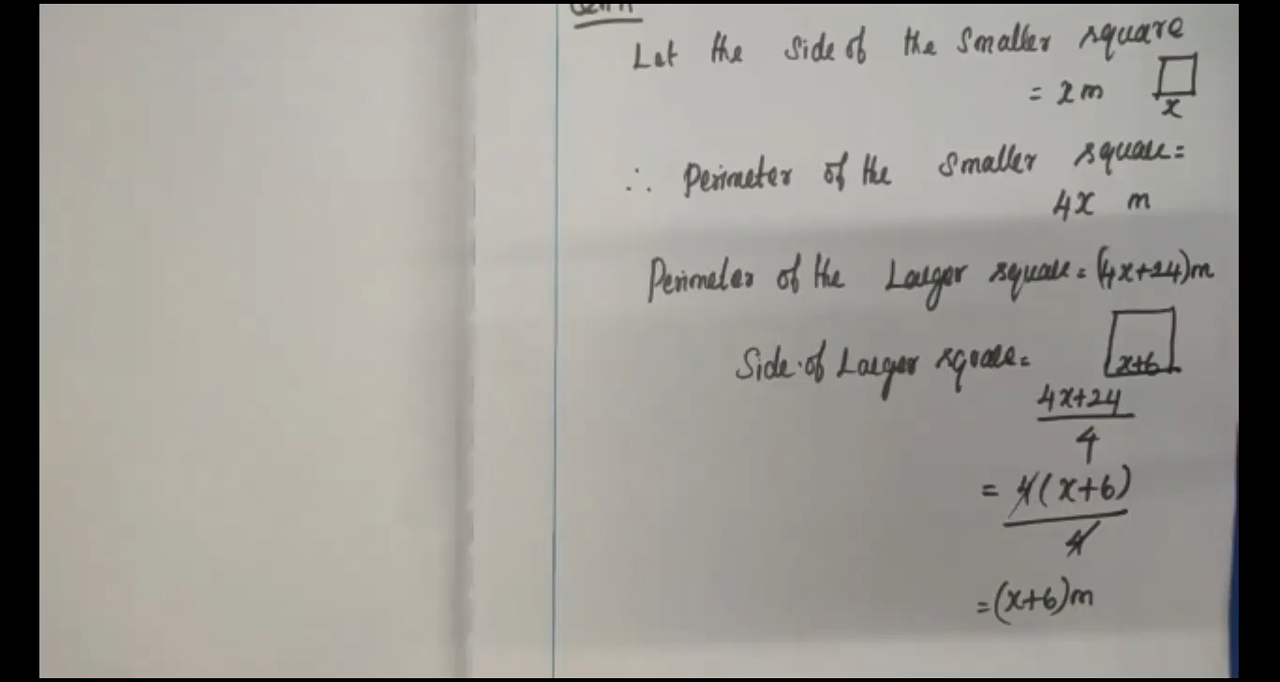 Let the side of the smaller square
= x m
x
∴ Perimeter of the smaller square =
4x m
Perimeter of the Larger square = (4x+24)m
Side of Larger square =
x+6
4x+24
4
= 4(x+6)
4
= (x+6)m